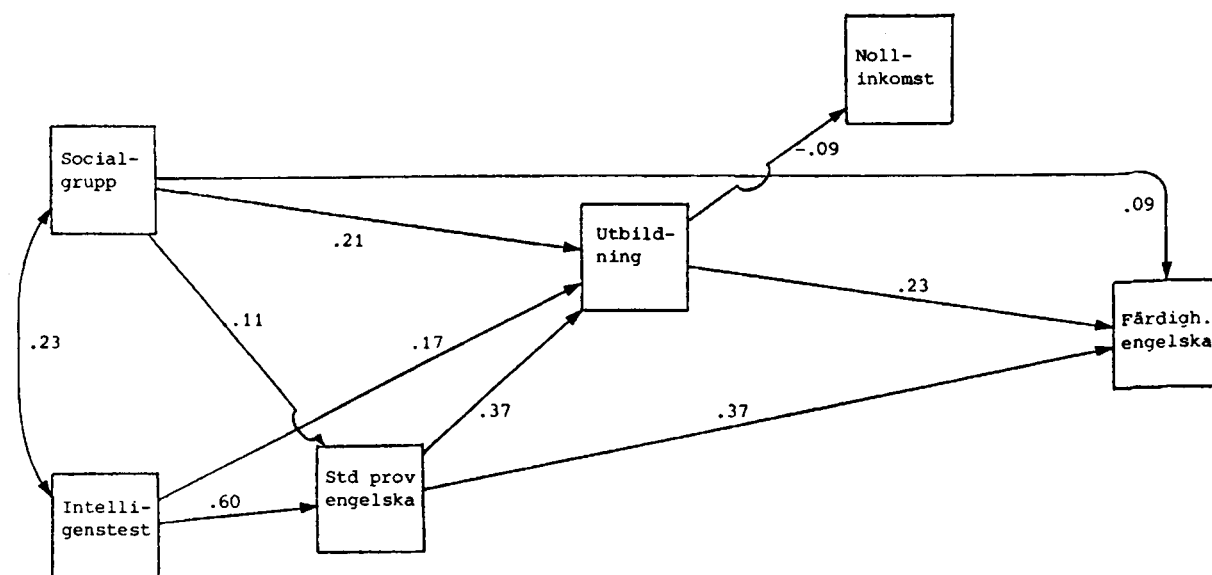 Noll-
inkomst
-.09
Social-
grupp
.09
.21
Utbild-
ning
.23
Färdigh.
engelska
.11
.23
.17
.37
.37
Std prov
engelska
.60
Intelli-
genstest